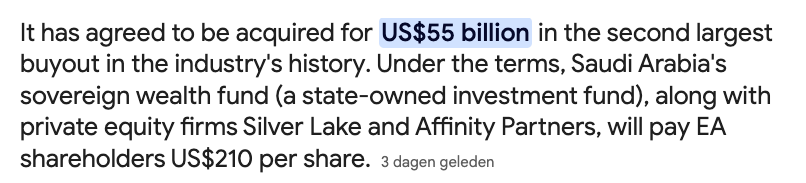 It has agreed to be acquired for US$55 billion in the second largest
buyout in the industry's history. Under the terms, Saudi Arabia's
sovereign wealth fund (a state-owned investment fund), along with
private equity firms Silver Lake and Affinity Partners, will pay EA
shareholders US$210 per share. 3 dagen geleden